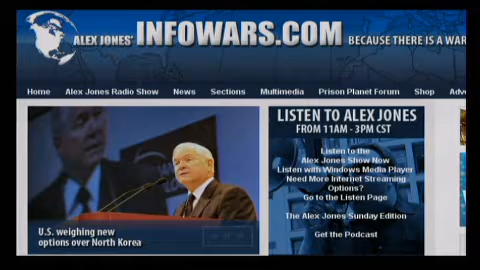 ALEX JONES' INFOWARS.COM BECAUSE THERE IS A WAR
Home Alex Jones Radio Show News Sections Multimedia Prison Planet Forum Shop Adve
LISTEN TO ALEX JONES
FROM 11AM - 3PM CST
Listen to the
Alex Jones Show Now
Listen with Windows Media Player
Need More Internet Streaming
Options?
Go to the Listen Page
The Alex Jones Sunday Edition
Get the Podcast
U.S. weighing new
options over North Korea